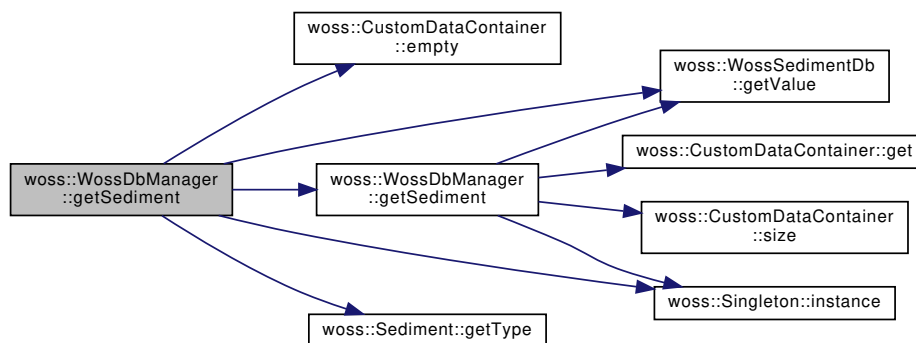 woss::CustomDataContainer
::empty
woss::WossSedimentDb
::getValue
woss::CustomDataContainer::get
woss::WossDbManager
::getSediment
woss::WossDbManager
::getSediment
woss::CustomDataContainer
::size
woss::Singleton::instance
woss::Sediment::getType